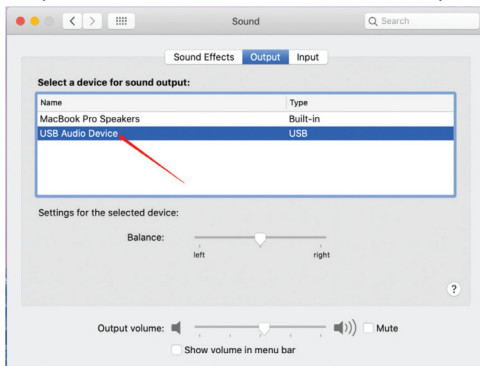 Sound
Search
Sound Effects Output Input
Select a device for sound output:
Name Type
MacBook Pro Speakers Built-in
USB Audio Device USB
Settings for the selected device:
Balance:
left right
?
Output volume: Mute
Show volume in menu bar